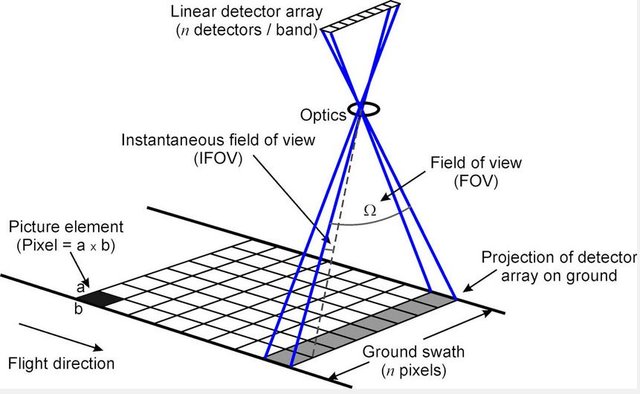 Linear detector array
(n detectors / band)
Optics
Instantaneous field of view
(IFOV)
Field of view
(FOV)
Ω
Picture element
(Pixel = a x b)
a
b
Projection of detector
array on ground
Ground swath
(n pixels)
Flight direction